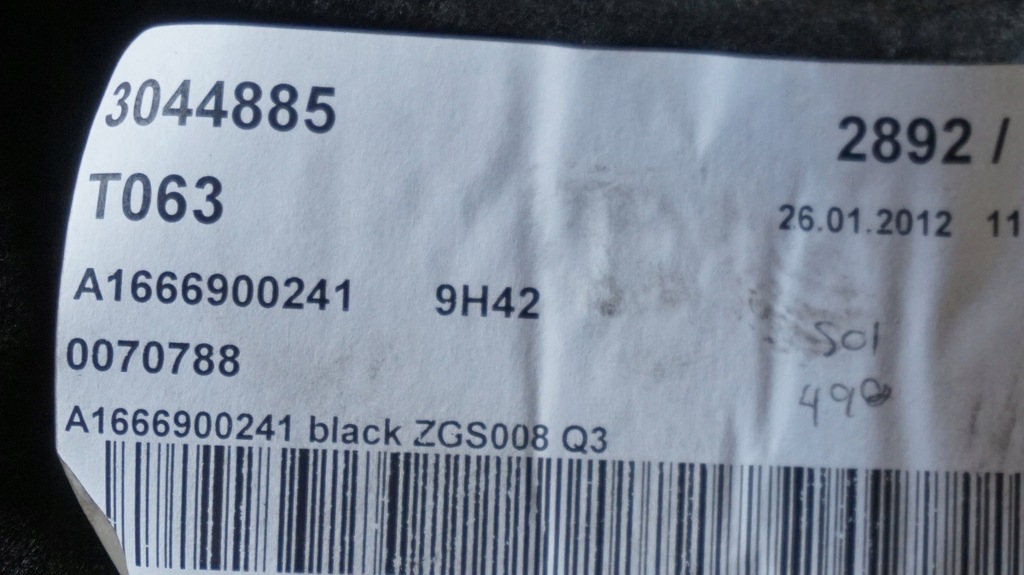 3044885
2892 /
T063
26.01.2012 11
A1666900241 9H42
0070788
A1666900241 black ZGS008 Q3